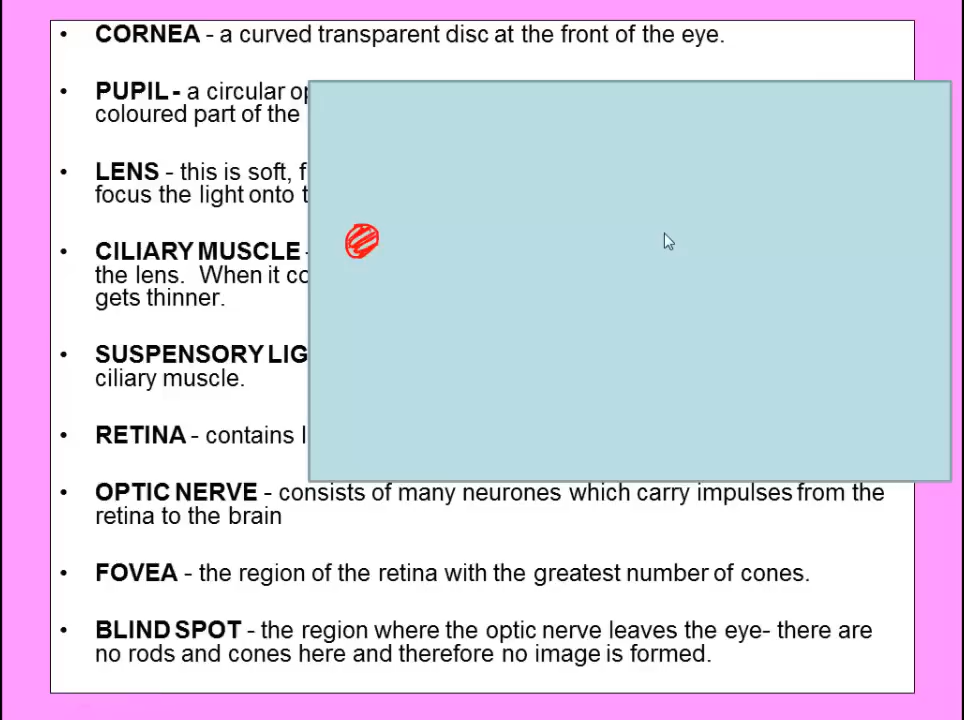 • CORNEA - a curved transparent disc at the front of the eye.
• PUPIL - a circular
coloured part of the
• LENS - this is soft,
focus the light onto
• CILIARY MUSCLE -
the lens. When it
gets thinner.
• SUSPENSORY
ciliary muscle.
• RETINA - contains
• OPTIC NERVE - consists of many neurones which carry impulses from the
retina to the brain
• FOVEA - the region of the retina with the greatest number of cones.
• BLIND SPOT - the region where the optic nerve leaves the eye- there are
no rods and cones here and therefore no image is formed.